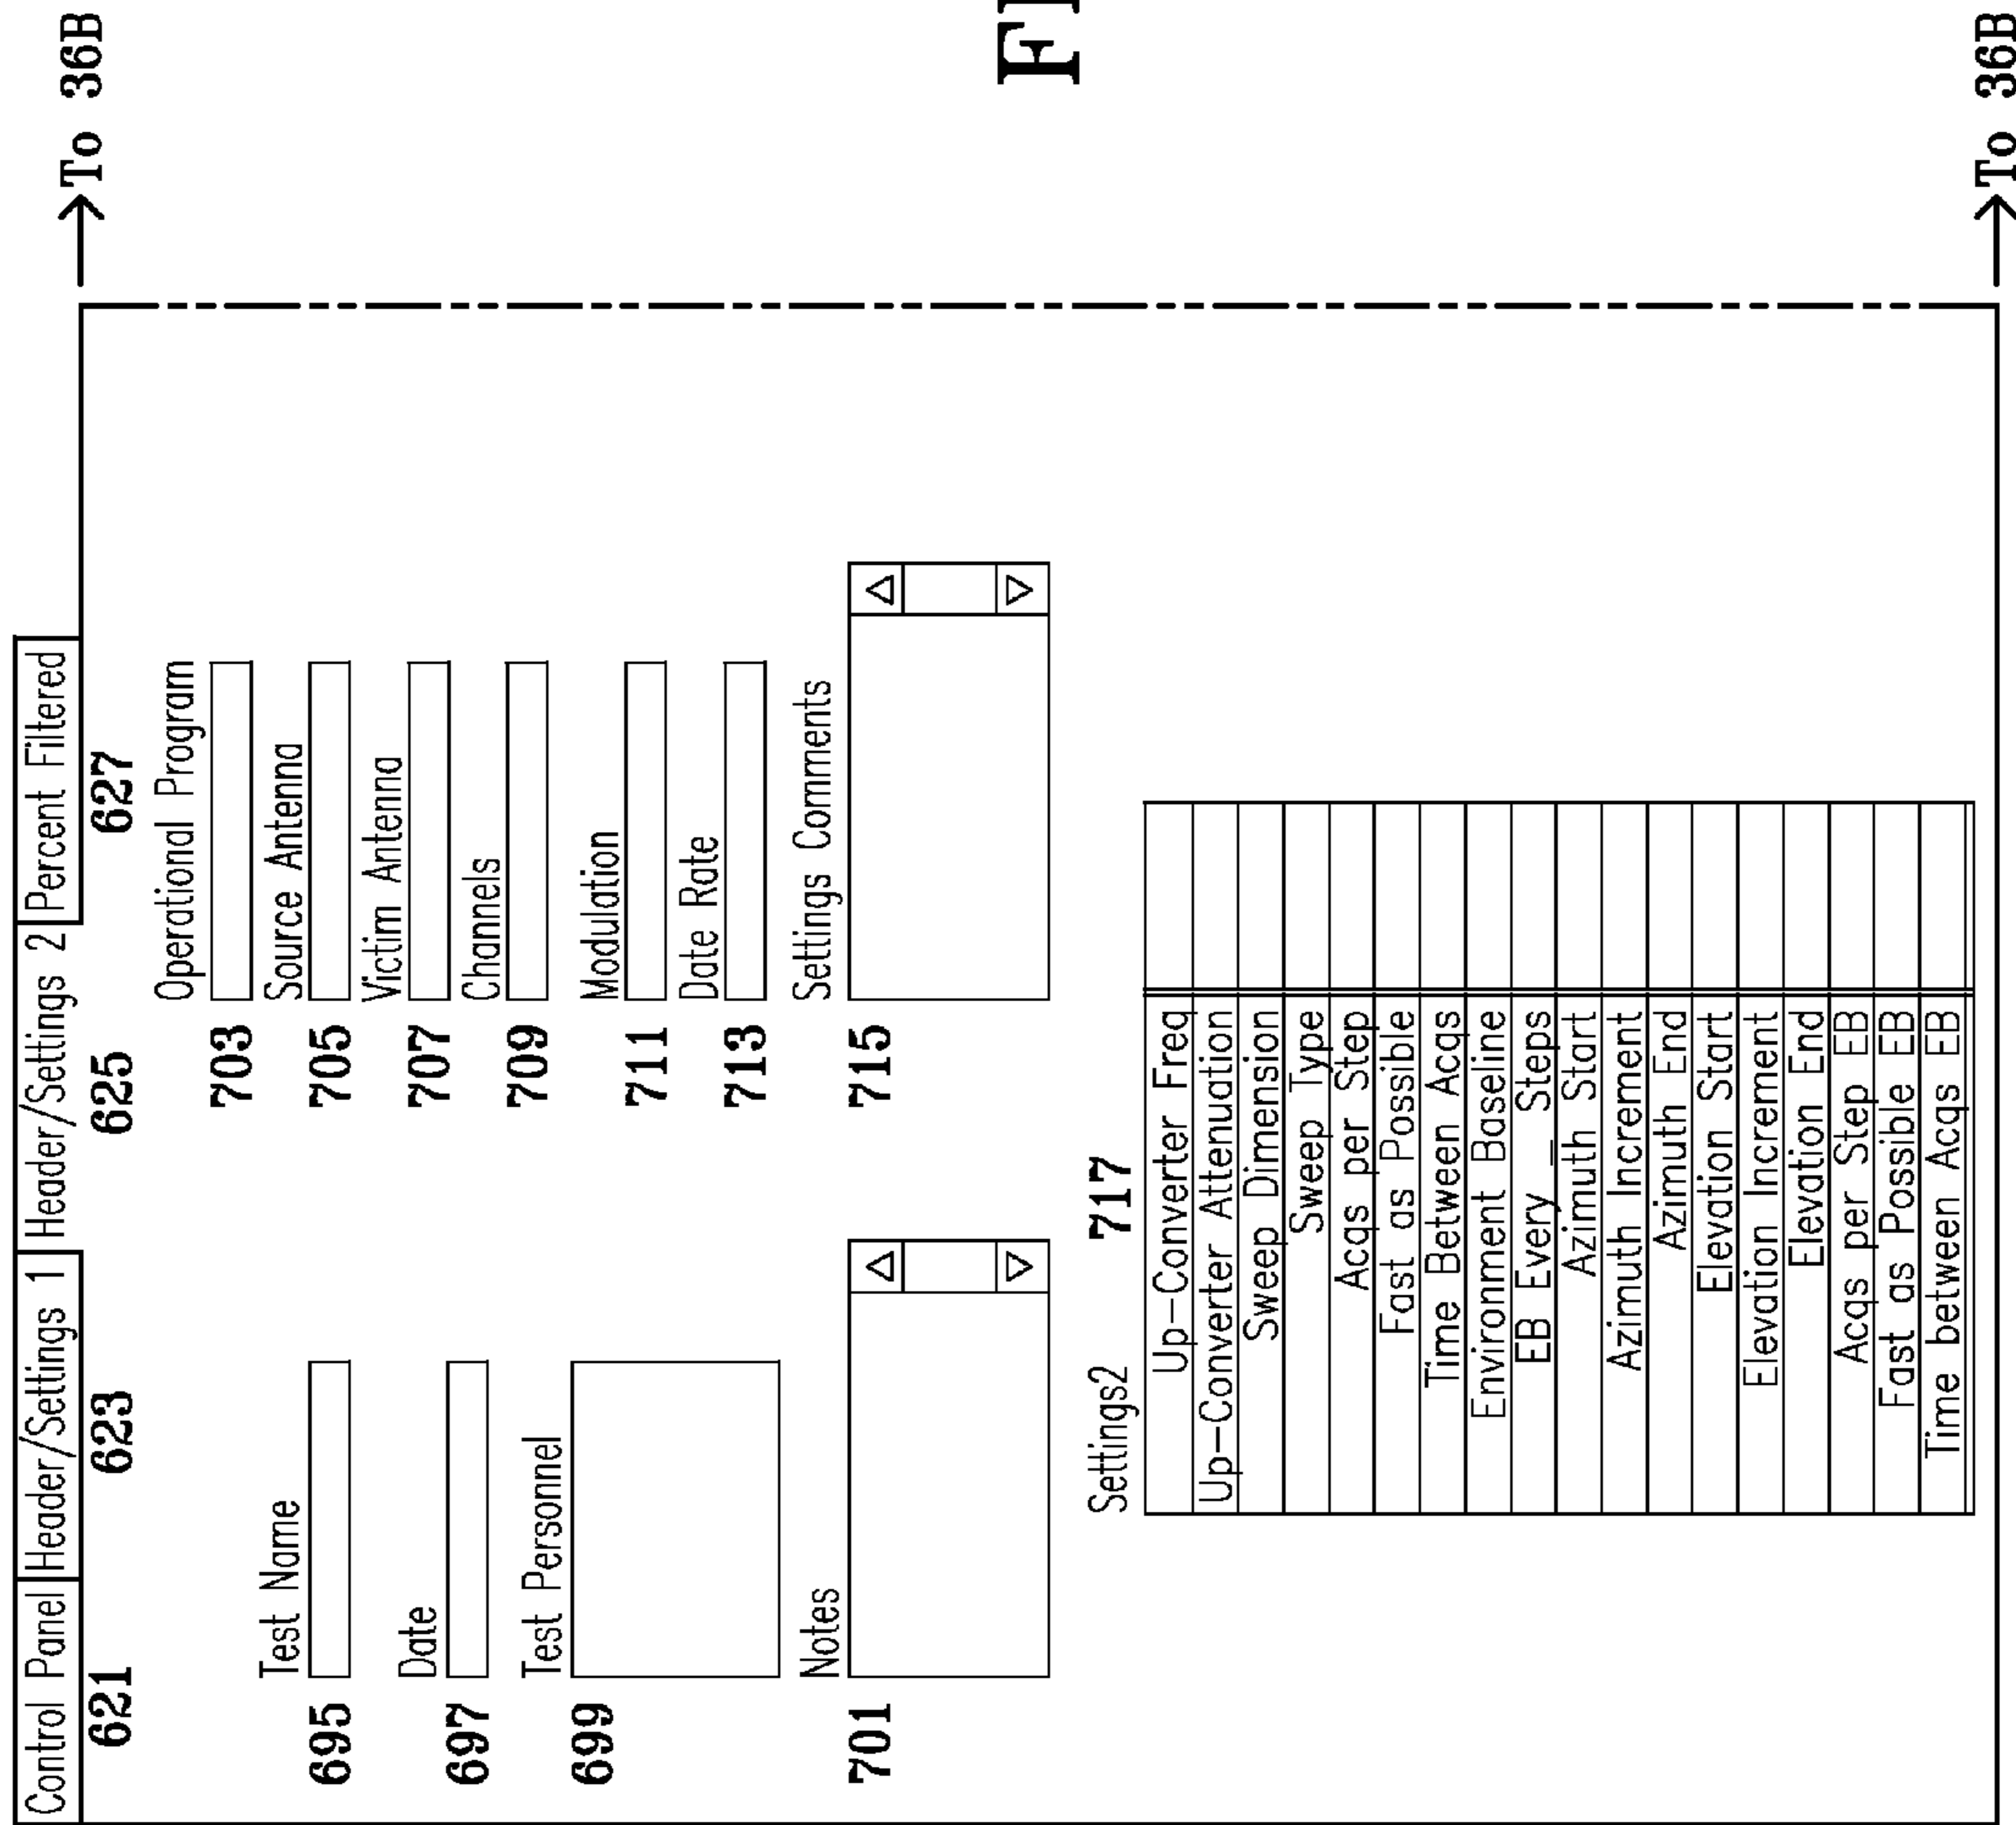 Control Panel Header/Settings 1 Header/Settings 2 Percent Filtered
To 36B
621 623 625 627
Test Name
695
Date
697
Test Personnel
699
Notes
701
Operational Program
703
Source Antenna
705
Victim Antenna
707
Channels
709
Modulation
711
Date Rate
713
Settings Comments
715
Settings2 717
Up-Converter Freq
Up-Converter Attenuation
Sweep Dimension
Sweep Type
Acqs per Step
Fast as Possible
Time Between Acqs
Environment Baseline
EB Every _ Steps
Azimuth Start
Azimuth Increment
Azimuth End
Elevation Start
Elevation Increment
Elevation End
Acqs per Step EB
Fast as Possible EB
Time between Acqs EB
To 36B